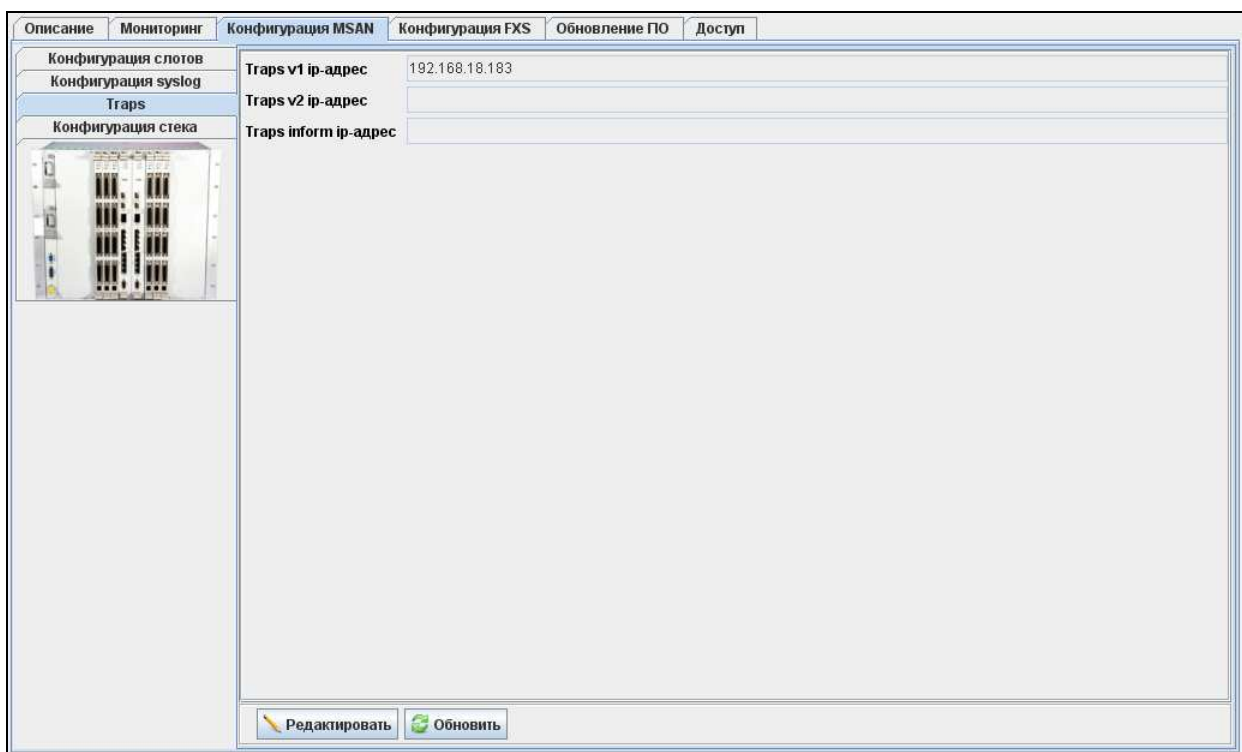 Описание Мониторинг Конфигурация MSAN Конфигурация FXS Обновление ПО Доступ
Конфигурация слотов
Конфигурация syslog
Traps
Конфигурация стека
Traps v1 ip-адрес 192.168.18.183
Traps v2 ip-адрес
Traps inform ip-адрес
Редактировать Обновить